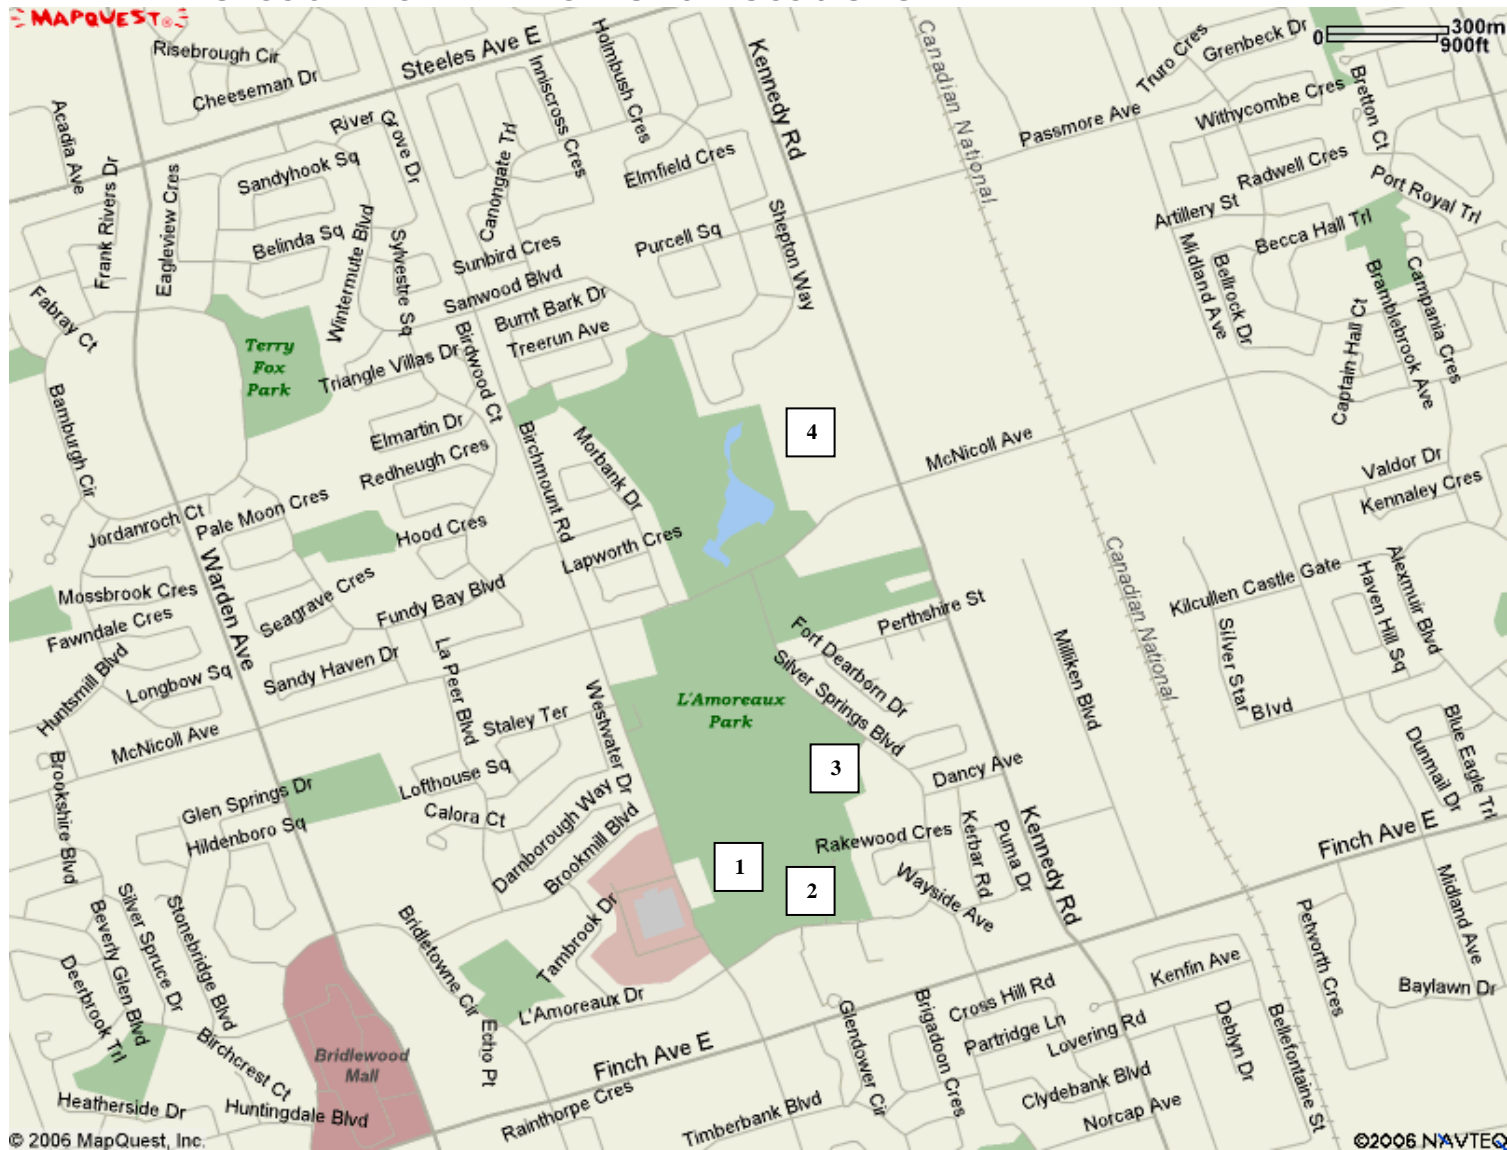 MAPQUEST
0 300m
900ft
Risebrough Cir
Cheeseman Dr
Steeles Ave E
Holmbush Cres
Inniscross Cres
Kennedy Rd
Canadian National
Truro Cres
Grenbeck Dr
Bretton Ct
Withycombe Cres
Passmore Ave
Acadia Ave
River Grove Dr
Canongate Trl
Elmfield Cres
Radwell Cres
Port Royal Trl
Sandyhook Sq
Frank Rivers Dr
Eagleview Cres
Belinda Sq
Wintermute Blvd
Sylvestre Sq
Sunbird Cres
Purcell Sq
Shepton Way
Artillery St
Becca Hall Trl
Midland Ave
Bellrock Dr
Captain Hall Ct
Bramblebrook Ave
Campania Cres
Sanwood Blvd
Burnt Bark Dr
Treerun Ave
Fabray Ct
Terry
Fox
Park
Triangle Villas Dr
Birdwood Ct
Bamburgh Cir
Elmartin Dr
Redheugh Cres
Birchmount Rd
Morbank Dr
4
McNicoll Ave
Valdor Dr
Kennaley Cres
Jordanroch Ct
Pale Moon Cres
Hood Cres
Lapworth Cres
Warden Ave
Canadian National
Kilcullen Castle Gate
Haven Hill Sq
Alexmuir Blvd
Mossbrook Cres
Fawndale Cres
Seagrave Cres
Fundy Bay Blvd
Perthshire St
Fort Dearborn Dr
Silver Springs Blvd
Milliken Blvd
Silver Star
Blvd
Huntsmill Blvd
Longbow Sq
Sandy Haven Dr
La Peer Blvd
Westwater Dr
L'Amoreaux
Park
McNicoll Ave
Staley Ter
Blue Eagle Trl
Dunmail Dr
Brookshire Blvd
Glen Springs Dr
Lofthouse Sq
3
Dancy Ave
Hildenboro Sq
Calora Ct
Darnborough Way
Brookmill Blvd
Rakewood Cres
Kerbar Rd
Puma Dr
Kennedy Rd
Finch Ave E
1
2
Wayside Ave
Midland Ave
Silver Spruce Dr
Beverly Glen Blvd
Stonebridge Blvd
Deerbrook Trl
Bridletowne Cir
Tambrook Dr
L'Amoreaux Dr
Petworth Cres
Kenfin Ave
Baylawn Dr
Cross Hill Rd
Partridge Ln
Lovering Rd
Glendower Cir
Brigadoon Cres
Deblyn Dr
Bellefontaine St
Birchcrest Ct
Bridlewood
Mall
Echo Pt
Finch Ave E
Heatherside Dr
Huntingdale Blvd
Rainthorpe Cres
Timberbank Blvd
Clydebank Blvd
Norcap Ave
© 2006 MapQuest, Inc.
©2006 NAVTEQ